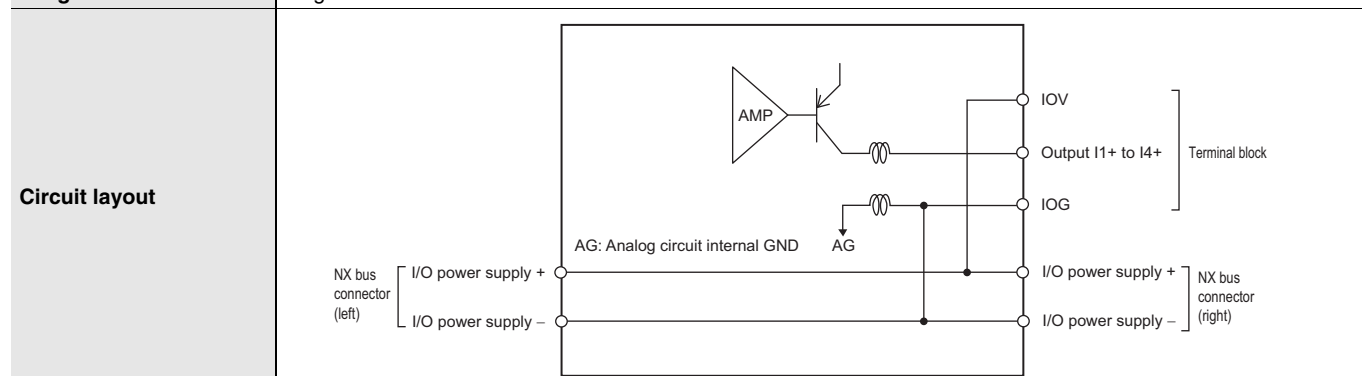 Circuit layout
AMP
IOV
Output I1+ to I4+
Terminal block
IOG
AG: Analog circuit internal GND
AG
NX bus
connector
(left)
I/O power supply +
I/O power supply –
I/O power supply +
I/O power supply –
NX bus
connector
(right)